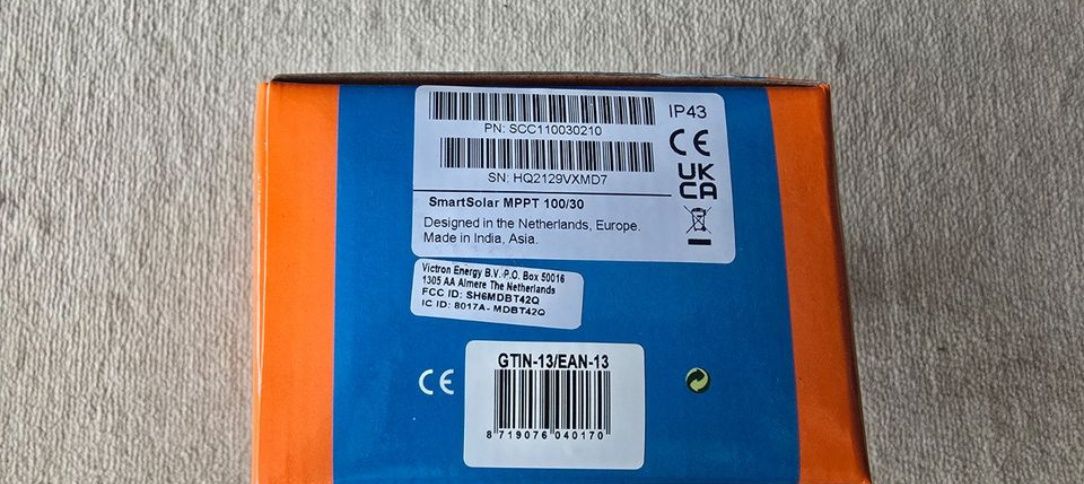 PN: SCC110030210
IP43
CE
SN: HQ2129VXMD7
UK
CA
SmartSolar MPPT 100/30
Designed in the Netherlands, Europe.
Made in India, Asia.
Victron Energy B.V. P.O. Box 50016
1305 AA Almere The Netherlands
FCC ID: SH6MDBT42Q
IC ID: 8017A- MDBT42Q
CE
GTIN-13/EAN-13
8 719076 040170